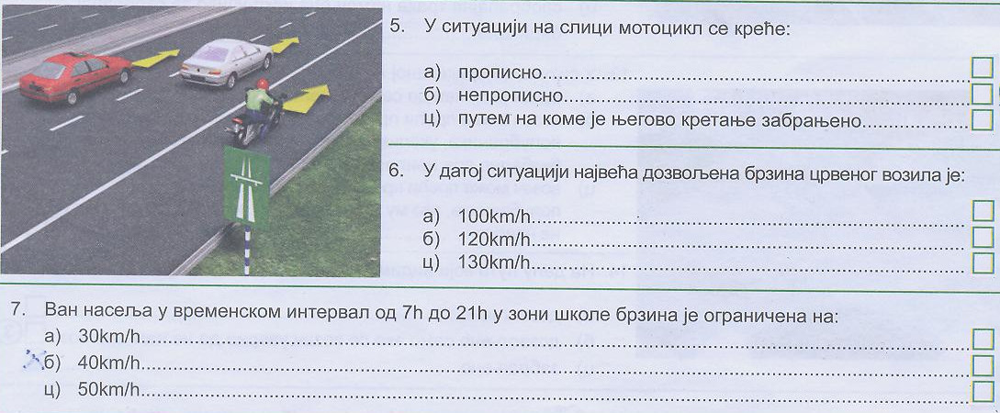 5. У ситуацији на слици мотоцикл се креће:
а) прописно
б) непрописно
ц) путем на коме је његово кретање забрањено
6. У датој ситуацији највећа дозвољена брзина црвеног возила је:
а) 100km/h
б) 120km/h
ц) 130km/h
7. Ван насеља у временском интервал од 7h до 21h у зони школе брзина је ограничена на:
а) 30km/h
б) 40km/h
ц) 50km/h